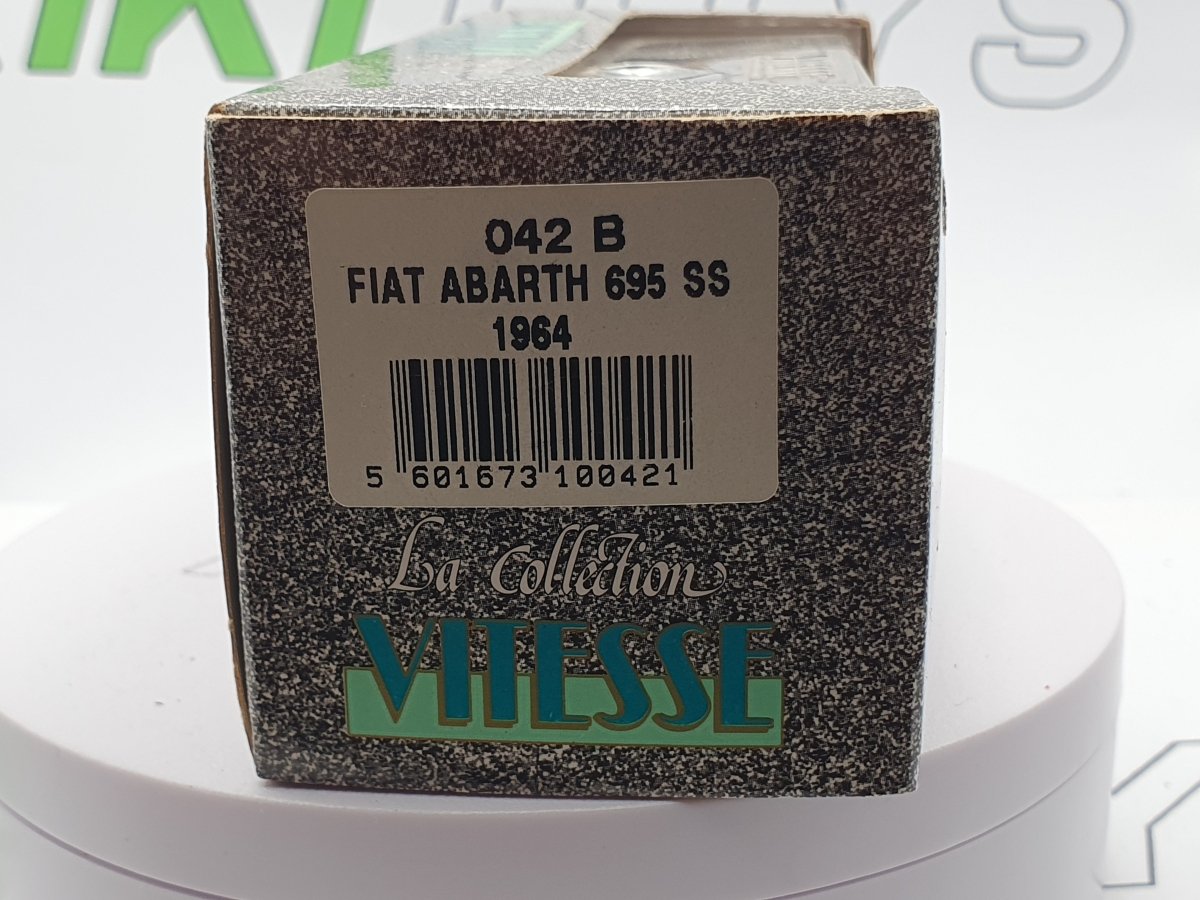 042 B
FIAT ABARTH 695 SS
1964
5 601673 100421
La Collection
VITESSE